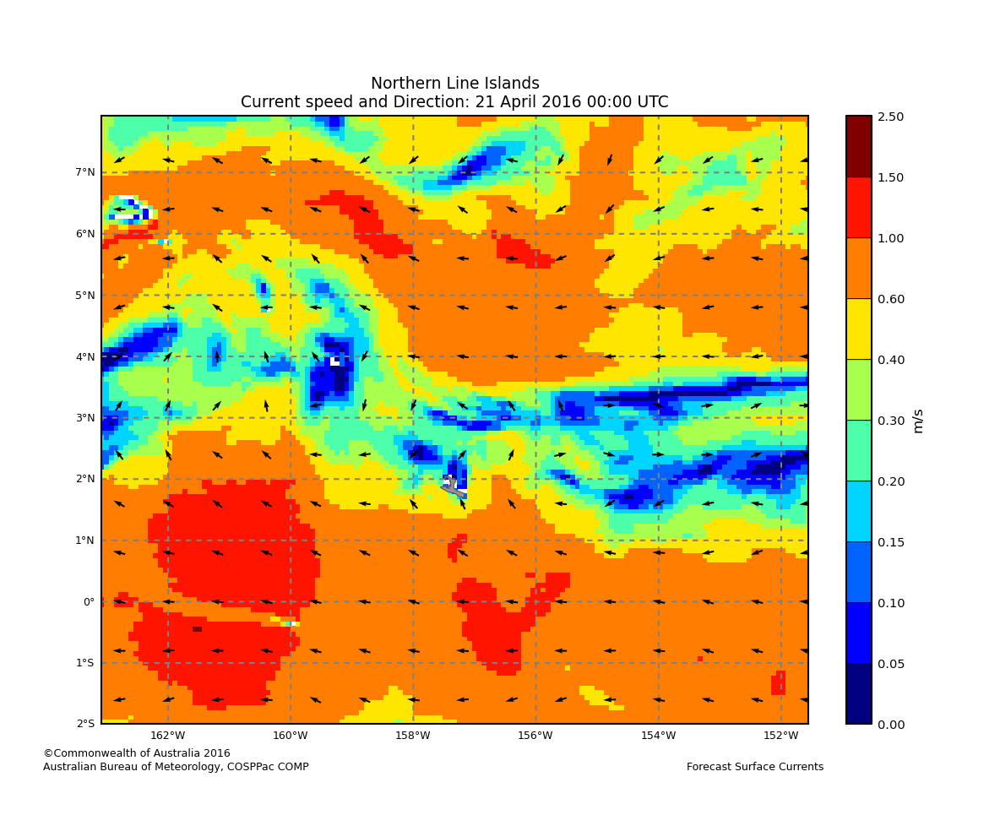 Northern Line Islands
Current speed and Direction: 21 April 2016 00:00 UTC
2.50
7°N
1.50
6°N
1.00
5°N
0.60
4°N
0.40
3°N
0.30
m/s
2°N
0.20
1°N
0.15
0°
0.10
1°S
0.05
2°S
0.00
162°W 160°W 158°W 156°W 154°W 152°W
©Commonwealth of Australia 2016
Australian Bureau of Meteorology, COSPPac COMP
Forecast Surface Currents